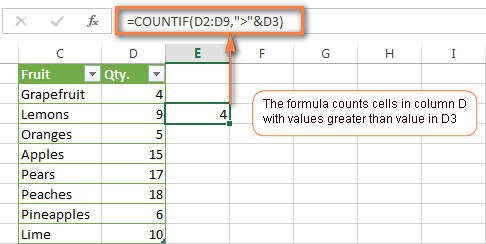 =COUNTIF(D2:D9,">"&D3)
C D E F G H I
Fruit Qty.
Grapefruit 4
Lemons 9 4
Oranges 5
Apples 15
Pears 17
Peaches 18
Pineapples 6
Lime 10
The formula counts cells in column D
with values greater than value in D3